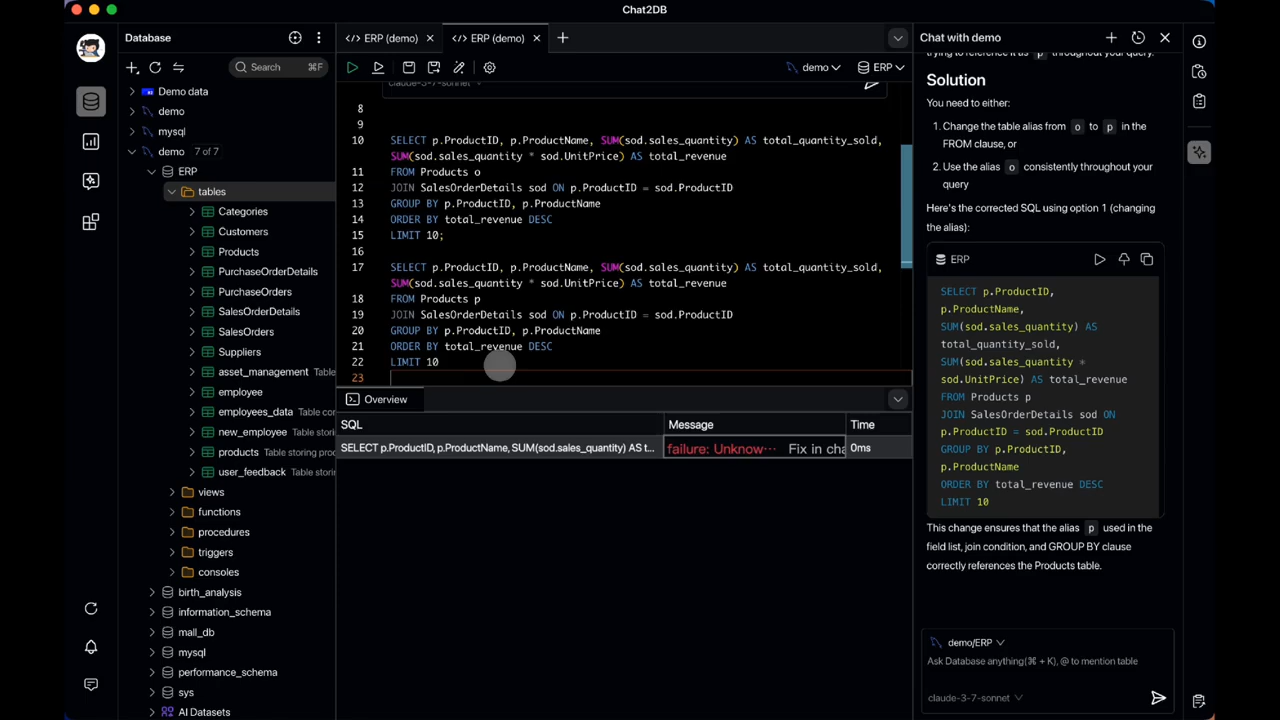 Chat2DB
Database
Search ⌘F
Demo data
demo
mysql
demo 7 of 7
ERP
tables
Categories
Customers
Products
PurchaseOrderDetails
PurchaseOrders
SalesOrderDetails
SalesOrders
Suppliers
asset_management Table
employee
employees_data Table cor
new_employee Table storin
products Table storing proc
user_feedback Table storin
views
functions
procedures
triggers
consoles
birth_analysis
information_schema
mall_db
mysql
performance_schema
sys
AI Datasets
</> ERP (demo) ×
</> ERP (demo) ×
demo
ERP
claude-3-7-sonnet
8
9
10 SELECT p.ProductID, p.ProductName, SUM(sod.sales_quantity) AS total_quantity_sold,
SUM(sod.sales_quantity * sod.UnitPrice) AS total_revenue
11 FROM Products o
12 JOIN SalesOrderDetails sod ON p.ProductID = sod.ProductID
13 GROUP BY p.ProductID, p.ProductName
14 ORDER BY total_revenue DESC
15 LIMIT 10;
16
17 SELECT p.ProductID, p.ProductName, SUM(sod.sales_quantity) AS total_quantity_sold,
SUM(sod.sales_quantity * sod.UnitPrice) AS total_revenue
18 FROM Products p
19 JOIN SalesOrderDetails sod ON p.ProductID = sod.ProductID
20 GROUP BY p.ProductID, p.ProductName
21 ORDER BY total_revenue DESC
22 LIMIT 10
23
Overview
SQL Message Time
SELECT p.ProductID, p.ProductName, SUM(sod.sales_quantity) AS t... failure: Unknow··· Fix in cha 0ms
Chat with demo
trying to reference it as p throughout your query.
Solution
You need to either:
1. Change the table alias from o to p in the
FROM clause, or
2. Use the alias o consistently throughout your
query
Here's the corrected SQL using option 1 (changing
the alias):
ERP
SELECT p.ProductID,
p.ProductName,
SUM(sod.sales_quantity) AS
total_quantity_sold,
SUM(sod.sales_quantity *
sod.UnitPrice) AS total_revenue
FROM Products p
JOIN SalesOrderDetails sod ON
p.ProductID = sod.ProductID
GROUP BY p.ProductID,
p.ProductName
ORDER BY total_revenue DESC
LIMIT 10
This change ensures that the alias p used in the
field list, join condition, and GROUP BY clause
correctly references the Products table.
demo/ERP
Ask Database anything(⌘ + K), @ to mention table
claude-3-7-sonnet